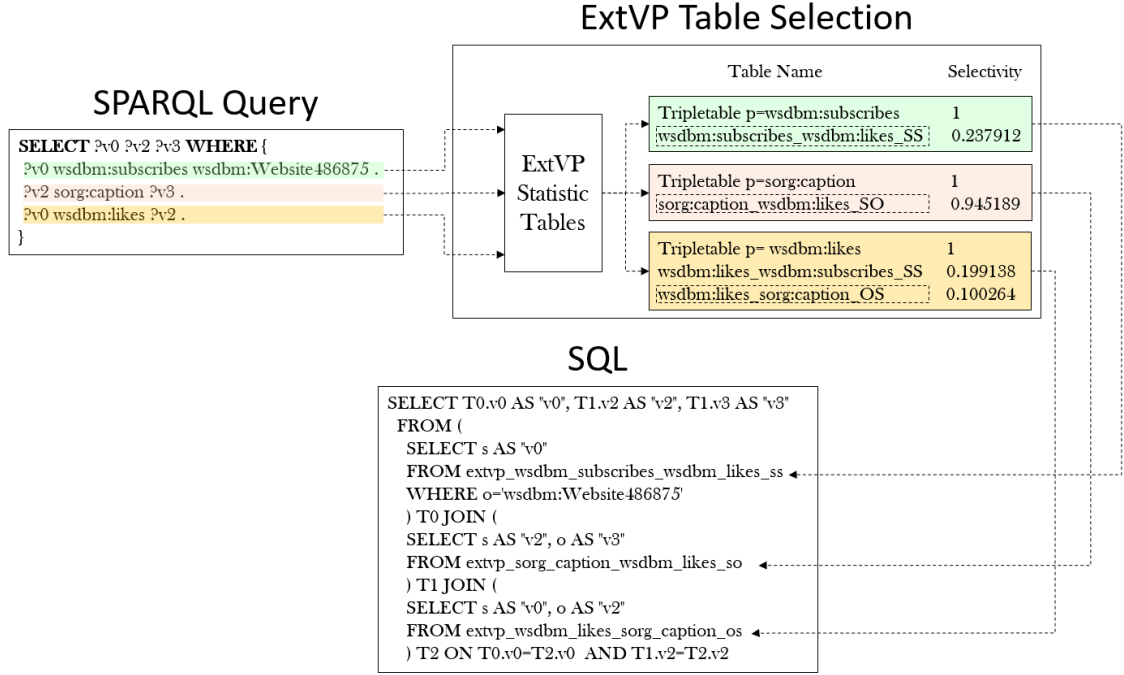 ExtVP Table Selection
SPARQL Query
SELECT ?v0 ?v2 ?v3 WHERE {
?v0 wsdbm:subscribes wsdbm:Website486875 .
?v2 sorg:caption ?v3 .
?v0 wsdbm:likes ?v2 .
}
ExtVP
Statistic
Tables
Table Name Selectivity
Tripletable p=wsdbm:subscribes 1
wsdbm:subscribes_wsdbm:likes_SS 0.237912
Tripletable p=sorg:caption 1
sorg:caption_wsdbm:likes_SO 0.945189
Tripletable p= wsdbm:likes 1
wsdbm:likes_wsdbm:subscribes_SS 0.199138
wsdbm:likes_sorg:caption_OS 0.100264
SQL
SELECT T0.v0 AS "v0", T1.v2 AS "v2", T1.v3 AS "v3"
FROM (
SELECT s AS "v0"
FROM extvp_wsdbm_subscribes_wsdbm_likes_ss
WHERE o='wsdbm:Website486875'
) T0 JOIN (
SELECT s AS "v2", o AS "v3"
FROM extvp_sorg_caption_wsdbm_likes_so
) T1 JOIN (
SELECT s AS "v0", o AS "v2"
FROM extvp_wsdbm_likes_sorg_caption_os
) T2 ON T0.v0=T2.v0 AND T1.v2=T2.v2